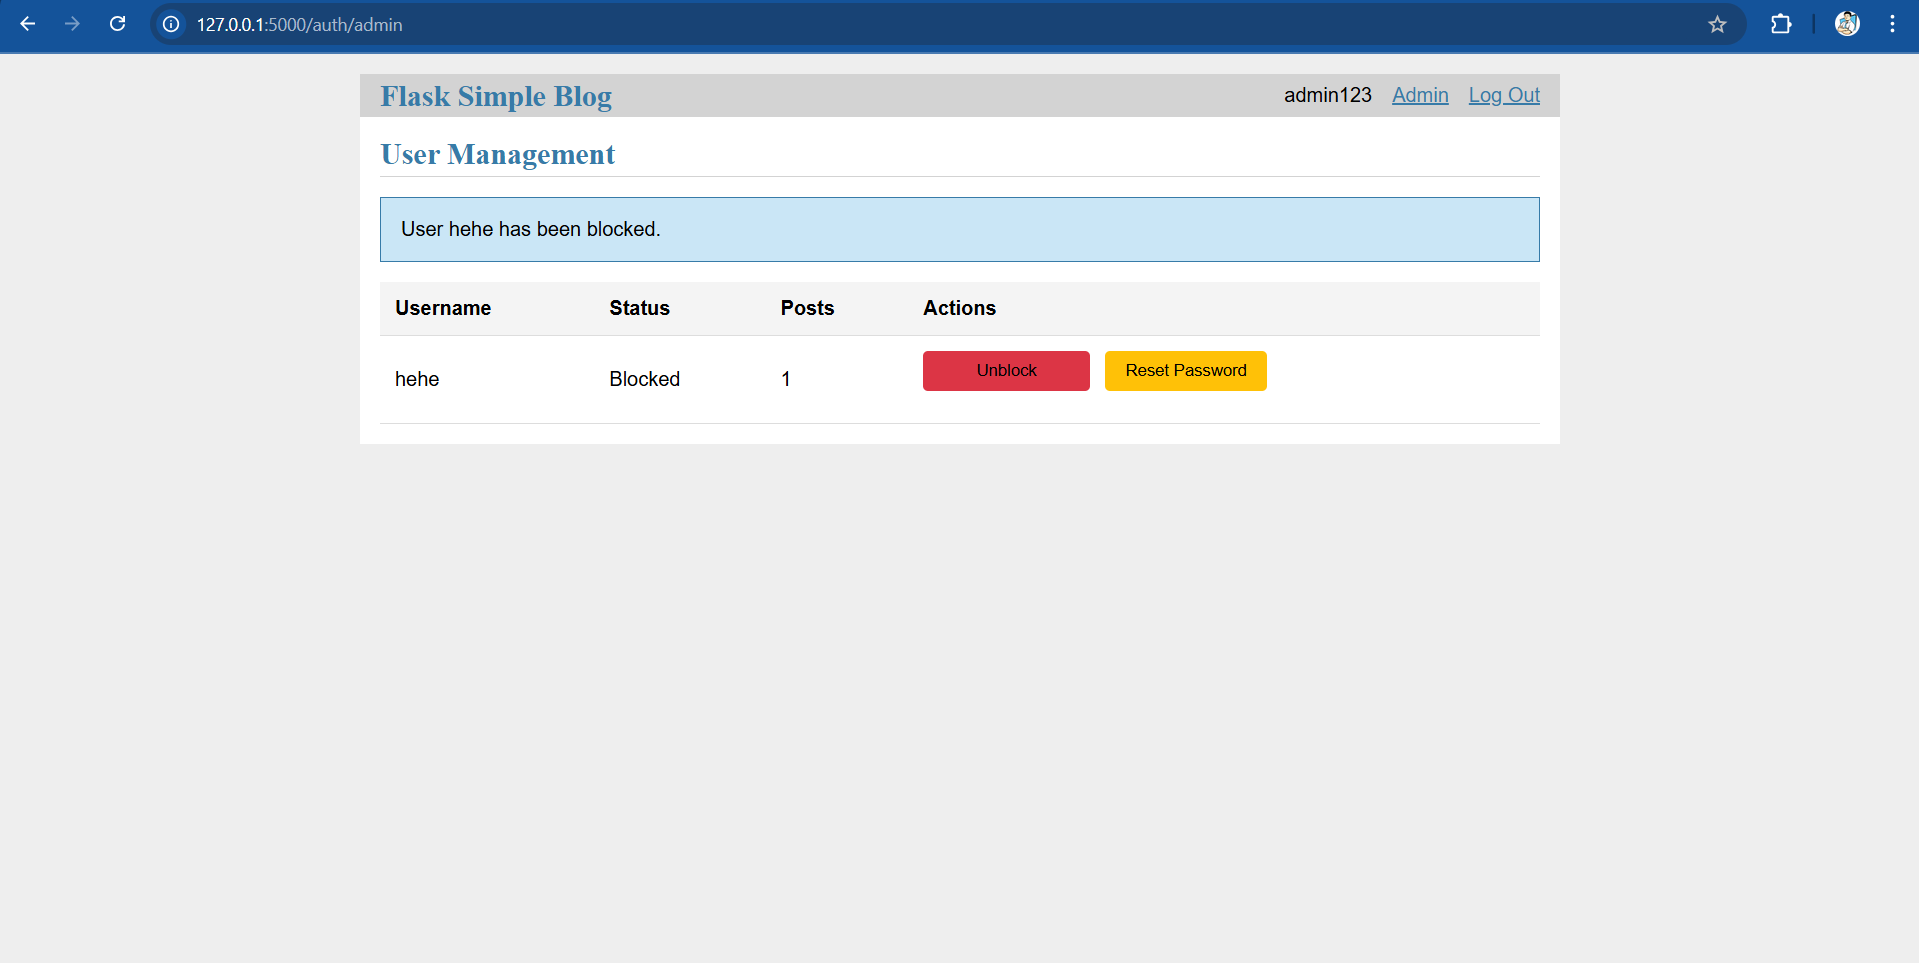 127.0.0.1:5000/auth/admin
Flask Simple Blog admin123 Admin Log Out
User Management
User hehe has been blocked.
Username Status Posts Actions
hehe Blocked 1 Unblock Reset Password